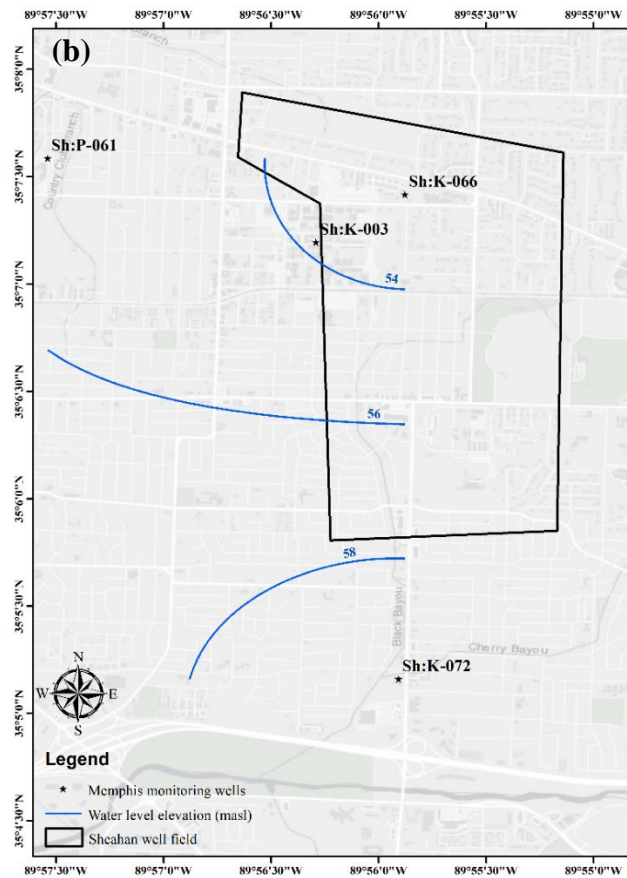 89°57'30"W 89°57'0"W 89°56'30"W 89°56'0"W 89°55'30"W 89°55'0"W
(b)
35°8'0"N
Sh:P-061
Country Club Branch
35°7'30"N
Sh:K-066
Sh:K-003
35°7'0"N
54
35°6'30"N
56
35°6'0"N
58
35°5'30"N
Black Bayou
Cherry Bayou
Sh:K-072
N
W E
S
35°5'0"N
Legend
Memphis monitoring wells
Water level elevation (masl)
Sheahan well field
35°4'30"N
89°57'30"W 89°57'0"W 89°56'30"W 89°56'0"W 89°55'30"W 89°55'0"W